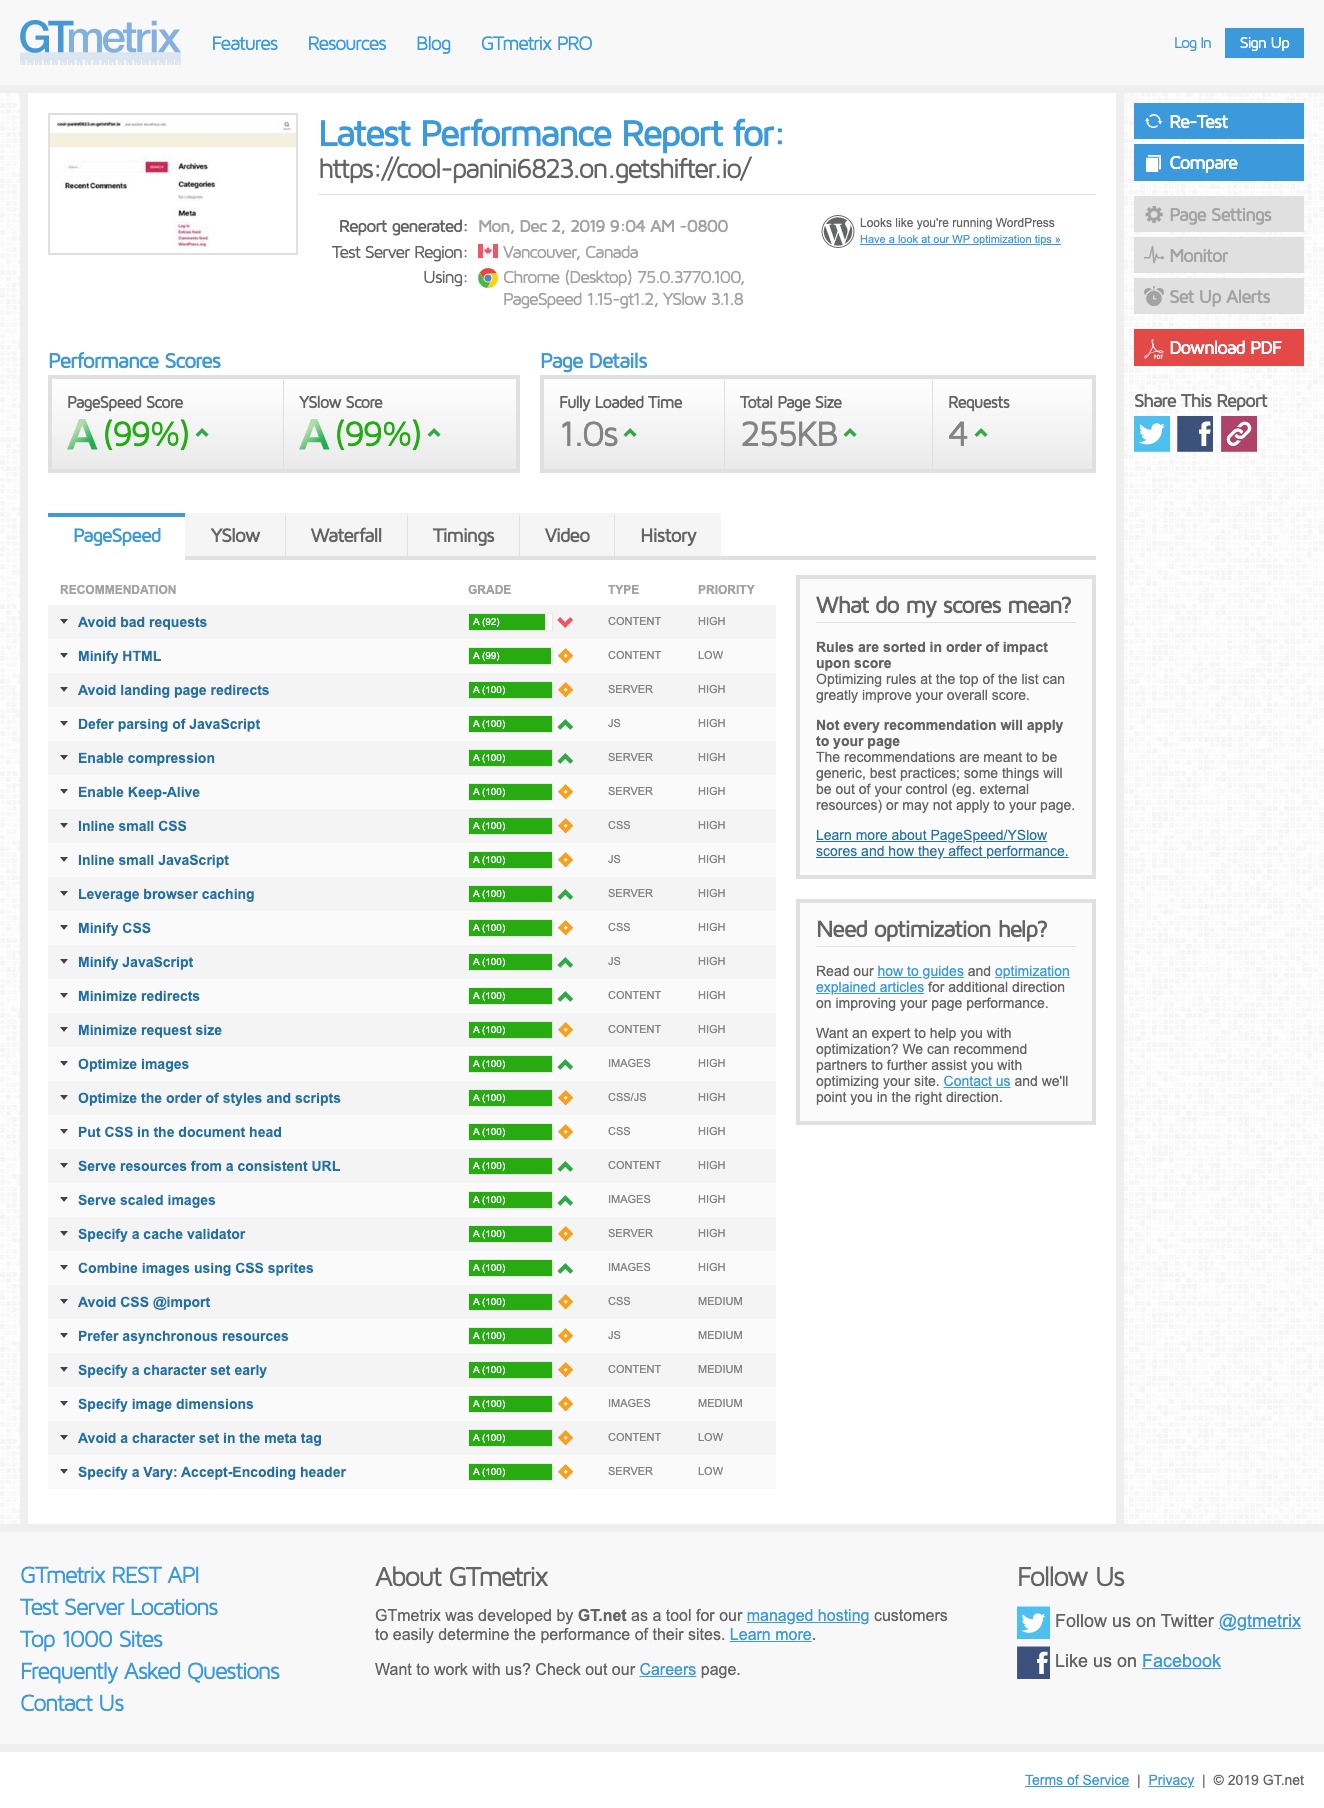 GTmetrix
Features
Resources
Blog
GTmetrix PRO
Log In
Sign Up
cool-panini6823.on.getshifter.io
Archives
Recent Comments
Categories
Meta
Latest Performance Report for:
https://cool-panini6823.on.getshifter.io/
Report generated: Mon, Dec 2, 2019 9:04 AM -0800
Test Server Region: Vancouver, Canada
Using: Chrome (Desktop) 75.0.3770.100,
PageSpeed 1.15-gt1.2, YSlow 3.1.8
Looks like you're running WordPress
Have a look at our WP optimization tips »
Re-Test
Compare
Page Settings
Monitor
Set Up Alerts
Download PDF
Share This Report
Performance Scores
PageSpeed Score
A (99%)
YSlow Score
A (99%)
Page Details
Fully Loaded Time
1.0s
Total Page Size
255KB
Requests
4
PageSpeed
YSlow
Waterfall
Timings
Video
History
RECOMMENDATION GRADE TYPE PRIORITY
Avoid bad requests A (92) CONTENT HIGH
Minify HTML A (99) CONTENT LOW
Avoid landing page redirects A (100) SERVER HIGH
Defer parsing of JavaScript A (100) JS HIGH
Enable compression A (100) SERVER HIGH
Enable Keep-Alive A (100) SERVER HIGH
Inline small CSS A (100) CSS HIGH
Inline small JavaScript A (100) JS HIGH
Leverage browser caching A (100) SERVER HIGH
Minify CSS A (100) CSS HIGH
Minify JavaScript A (100) JS HIGH
Minimize redirects A (100) CONTENT HIGH
Minimize request size A (100) CONTENT HIGH
Optimize images A (100) IMAGES HIGH
Optimize the order of styles and scripts A (100) CSS/JS HIGH
Put CSS in the document head A (100) CSS HIGH
Serve resources from a consistent URL A (100) CONTENT HIGH
Serve scaled images A (100) IMAGES HIGH
Specify a cache validator A (100) SERVER HIGH
Combine images using CSS sprites A (100) IMAGES HIGH
Avoid CSS @import A (100) CSS MEDIUM
Prefer asynchronous resources A (100) JS MEDIUM
Specify a character set early A (100) CONTENT MEDIUM
Specify image dimensions A (100) IMAGES MEDIUM
Avoid a character set in the meta tag A (100) CONTENT LOW
Specify a Vary: Accept-Encoding header A (100) SERVER LOW
What do my scores mean?
Rules are sorted in order of impact
upon score
Optimizing rules at the top of the list can
greatly improve your overall score.
Not every recommendation will apply
to your page
The recommendations are meant to be
generic, best practices; some things will
be out of your control (eg. external
resources) or may not apply to your page.
Learn more about PageSpeed/YSlow
scores and how they affect performance.
Need optimization help?
Read our how to guides and optimization
explained articles for additional direction
on improving your page performance.
Want an expert to help you with
optimization? We can recommend
partners to further assist you with
optimizing your site. Contact us and we'll
point you in the right direction.
GTmetrix REST API
Test Server Locations
Top 1000 Sites
Frequently Asked Questions
Contact Us
About GTmetrix
GTmetrix was developed by GT.net as a tool for our managed hosting customers
to easily determine the performance of their sites. Learn more.
Want to work with us? Check out our Careers page.
Follow Us
Follow us on Twitter @gtmetrix
Like us on Facebook
Terms of Service | Privacy | © 2019 GT.net